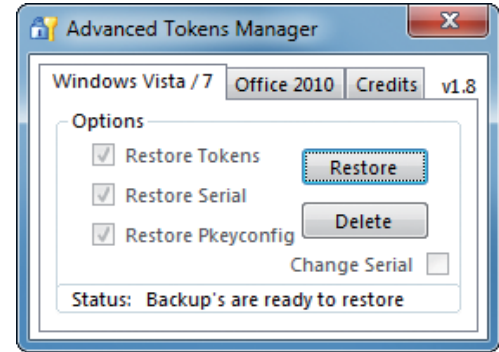 Advanced Tokens Manager
Windows Vista / 7 Office 2010 Credits v1.8
Options
Restore Tokens Restore
Restore Serial
Restore Pkeyconfig Delete
Change Serial
Status: Backup's are ready to restore